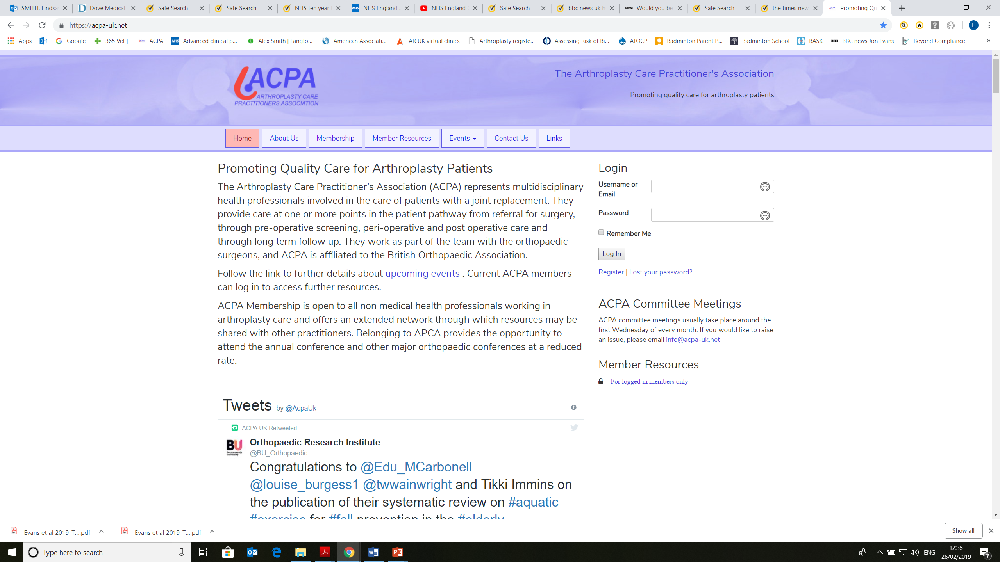 SMITH, Lindsa
Dove Medical
Safe Search
Safe Search
NHS ten year
NHS England
NHS England
Safe Search
bbc news uk h
Would you be
Safe Search
the times new
Promoting Qu
https://acpa-uk.net
L
Apps
Google
365 Vet |
ACPA
NHS Advanced clinical p...
Alex Smith | Langfo...
American Associati...
AR UK virtual clinics
Arthroplasty registe...
Assessing Risk of Bi...
ATOCP
Badminton Parent P...
Badminton School
BASK
BBC BBC news Jon Evans
Beyond Compliance
»
ACPA
ARTHROPLASTY CARE
PRACTITIONERS ASSOCIATION
The Arthroplasty Care Practitioner's Association
Promoting quality care for arthroplasty patients
Home
About Us
Membership
Member Resources
Events
Contact Us
Links
Promoting Quality Care for Arthroplasty Patients
The Arthroplasty Care Practitioner’s Association (ACPA) represents multidisciplinary
health professionals involved in the care of patients with a joint replacement. They
provide care at one or more points in the patient pathway from referral for surgery,
through pre-operative screening, peri-operative and post operative care and
through long term follow up. They work as part of the team with the orthopaedic
surgeons, and ACPA is affiliated to the British Orthopaedic Association.
Follow the link to further details about upcoming events . Current ACPA members
can log in to access further resources.
ACPA Membership is open to all non medical health professionals working in
arthroplasty care and offers an extended network through which resources may be
shared with other practitioners. Belonging to APCA provides the opportunity to
attend the annual conference and other major orthopaedic conferences at a reduced
rate.
Login
Username or
Email
Password
Remember Me
Log In
Register | Lost your password?
ACPA Committee Meetings
ACPA committee meetings usually take place around the
first Wednesday of every month. If you would like to raise
an issue, please email info@acpa-uk.net
Member Resources
For logged in members only
Tweets by @AcpaUk
ACPA UK Retweeted
BU
Bournemouth
University
Orthopaedic Research Institute
@BU_Orthopaedic
Congratulations to @Edu_MCarbonell
@louise_burgess1 @twwainwright and Tikki Immins on
the publication of their systematic review on #aquatic
#exercise for #fall prevention in the #elderly
Evans et al 2019_T....pdf
Evans et al 2019_T....pdf
Show all
Type here to search
ENG
12:35
26/02/2019
7